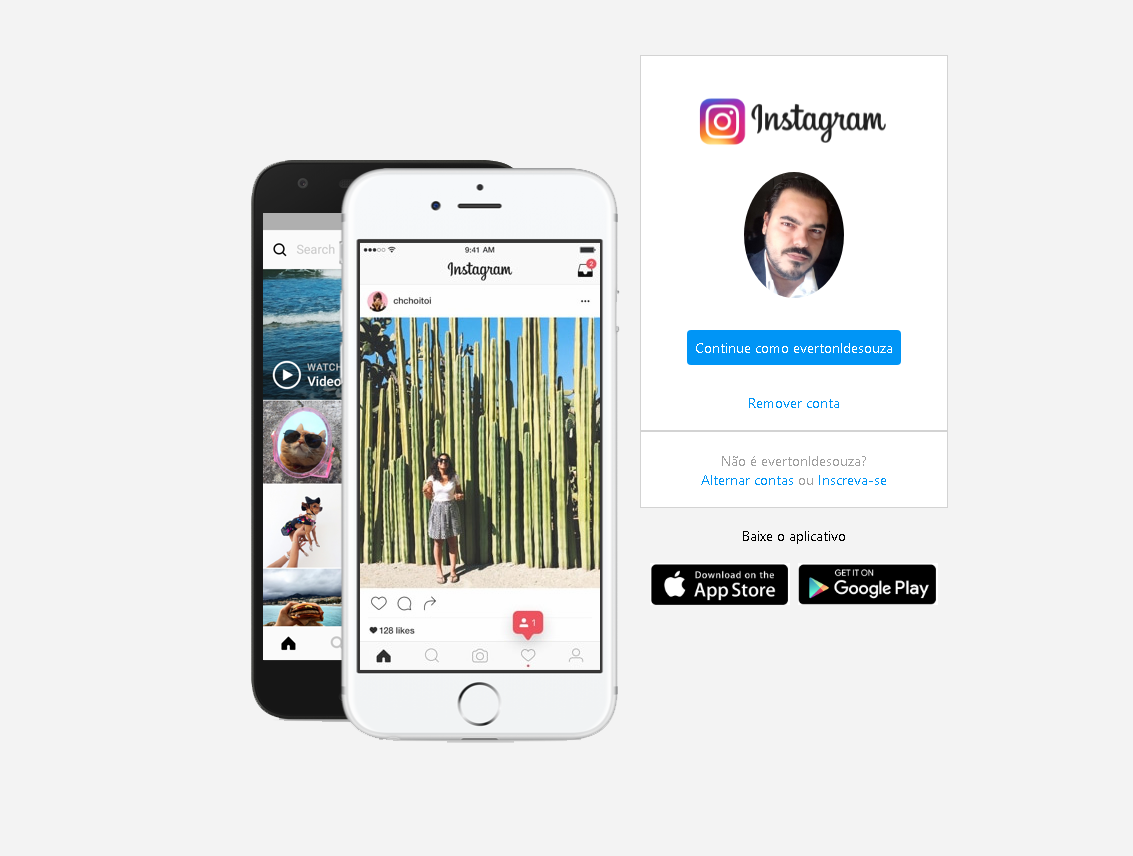 Instagram
Continue como evertonldesouza
Remover conta
Não é evertonldesouza?
Alternar contas ou Inscreva-se
Baixe o aplicativo
Download on the
App Store
GET IT ON
Google Play
Search
WATCH
Video
9:41 AM
Instagram
2
chchoitoi
128 likes
1